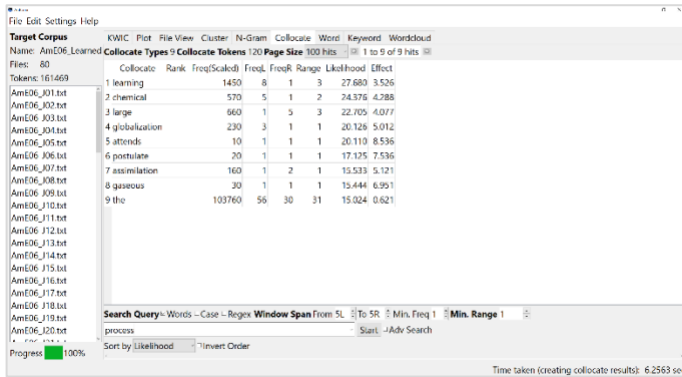 File Edit Settings Help
Target Corpus
Name: AmE06_Learned
Files: 80
Tokens: 161469
AmE06_J01.txt
AmE06_J02.txt
AmE06_J03.txt
AmE06_J04.txt
AmE06_J05.txt
AmE06_J06.txt
AmE06_J07.txt
AmE06_J08.txt
AmE06_J09.txt
AmE06_J10.txt
AmE06_J11.txt
AmE06_J12.txt
AmE06_J13.txt
AmE06_J14.txt
AmE06_J15.txt
AmE06_J16.txt
AmE06_J17.txt
AmE06_J18.txt
AmE06_J19.txt
AmE06_J20.txt
Progress 100%
KWIC Plot File View Cluster N-Gram Collocate Word Keyword Wordcloud
Collocate Types 9 Collocate Tokens 120 Page Size 100 hits 1 to 9 of 9 hits
Collocate Rank Freq(Scaled) FreqL FreqR Range Likelihood Effect
1 learning 1450 8 1 3 27.680 3.526
2 chemical 570 5 1 2 24.376 4.288
3 large 660 1 5 3 22.705 4.077
4 globalization 230 3 1 1 20.126 5.012
5 attends 10 1 1 1 20.110 8.536
6 postulate 20 1 1 1 17.125 7.536
7 assimilation 160 1 2 1 15.533 5.121
8 gaseous 30 1 1 1 15.444 6.951
9 the 103760 56 30 31 15.024 0.621
Search Query Words Case Regex Window Span From 5L To 5R Min. Freq 1 Min. Range 1
process Start Adv Search
Sort by Likelihood Invert Order
Time taken (creating collocate results): 6.2563 se